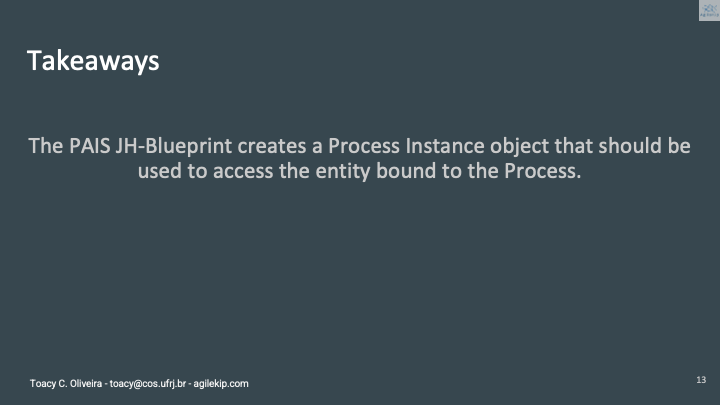 Takeaways
The PAIS JH-Blueprint creates a Process Instance object that should be
used to access the entity bound to the Process.
Toacy C. Oliveira - toacy@cos.ufrj.br - agilekip.com
13